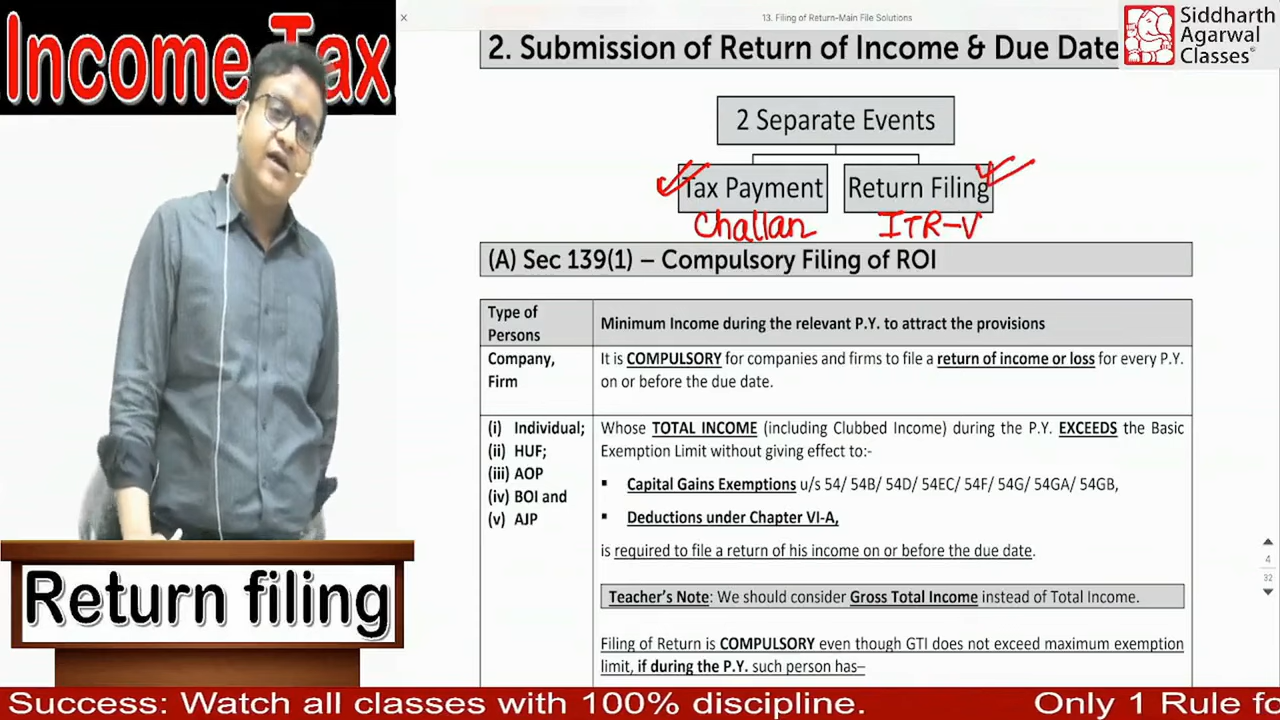 Income Tax.
13. Filing of Return-Main File Solutions
Siddharth
Agarwal
Classes
2. Submission of Return of Income & Due Date
2 Separate Events
Tax Payment
Return Filing
Challan
ITR-V
(A) Sec 139(1) – Compulsory Filing of ROI
Type of
Persons
Minimum Income during the relevant P.Y. to attract the provisions
Company,
Firm
It is COMPULSORY for companies and firms to file a return of income or loss for every P.Y.
on or before the due date.
(i) Individual;
(ii) HUF;
(iii) AOP
(iv) BOI and
(v) AJP
Whose TOTAL INCOME (including Clubbed Income) during the P.Y. EXCEEDS the Basic
Exemption Limit without giving effect to:-
▪ Capital Gains Exemptions u/s 54/ 54B/ 54D/ 54EC/ 54F/ 54G/ 54GA/ 54GB,
▪ Deductions under Chapter VI-A,
is required to file a return of his income on or before the due date.
Teacher's Note: We should consider Gross Total Income instead of Total Income.
Filing of Return is COMPULSORY even though GTI does not exceed maximum exemption
limit, if during the P.Y. such person has–
4
32
Return filing
Success: Watch all classes with 100% discipline.
Only 1 Rule fo